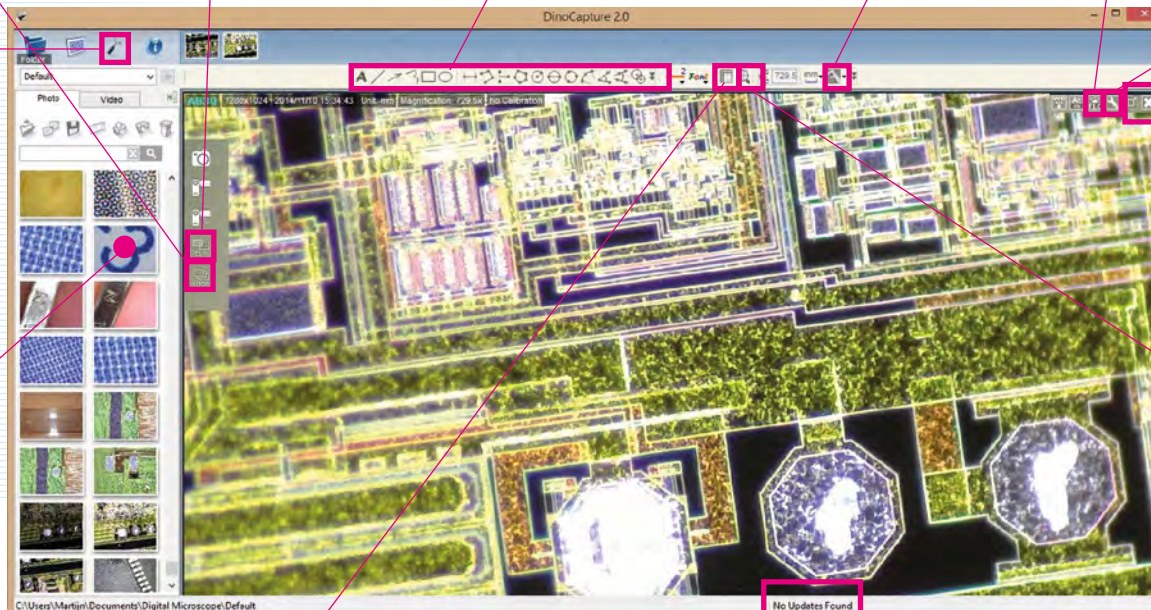 DinoCapture 2.0
Folder
Default
A
Font
729.5
Photo
Video
1280x1024 2014/11/10 15:34:43 Unit: mm Magnification: 729.5x No Calibration
C:\Users\Martijn\Documents\Digital Microscope\Default
No Updates Found